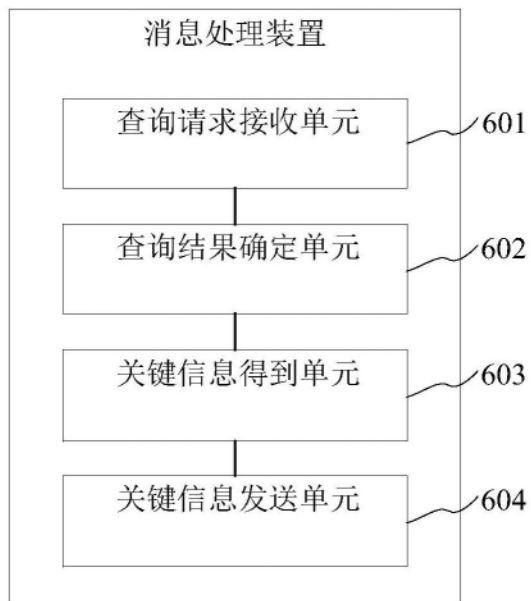 消息处理装置
查询请求接收单元
601
查询结果确定单元
602
关键信息得到单元
603
关键信息发送单元
604